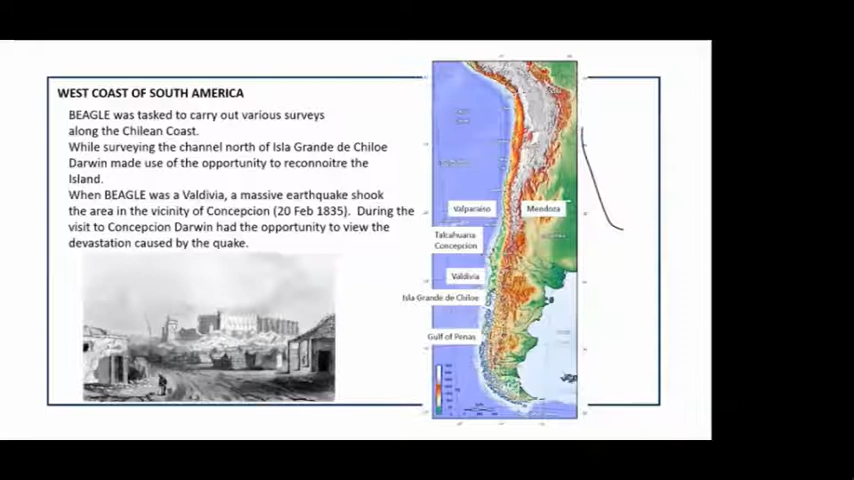 WEST COAST OF SOUTH AMERICA
BEAGLE was tasked to carry out various surveys
along the Chilean Coast.
While surveying the channel north of Isla Grande de Chiloe
Darwin made use of the opportunity to reconnoitre the
Island.
When BEAGLE was a Valdivia, a massive earthquake shook
the area in the vicinity of Concepcion (20 Feb 1835). During the
visit to Concepcion Darwin had the opportunity to view the
devastation caused by the quake.
Valparaiso
Mendoza
Talcahuana
Concepcion
Valdivia
Isla Grande de Chiloe
Gulf of Penas